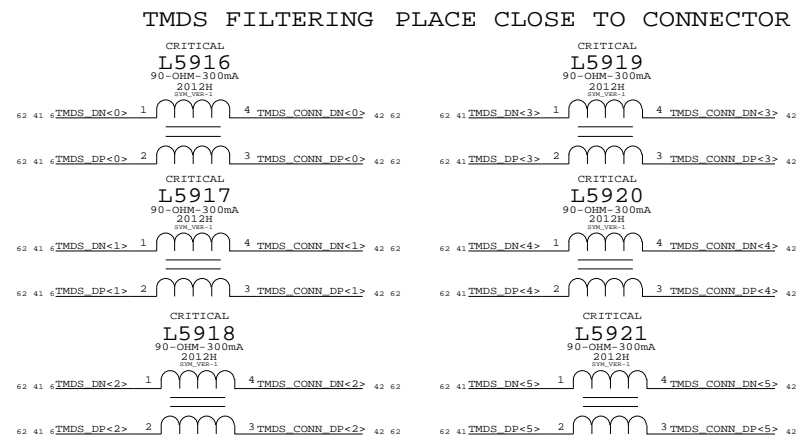 TMDS FILTERING PLACE CLOSE TO CONNECTOR
CRITICAL
L5916
90-OHM-300mA
2012H
SYM_VER-1
62 41 6 TMDS_DN<0> 1 4 TMDS_CONN_DN<0> 42 62
62 41 6 TMDS_DP<0> 2 3 TMDS_CONN_DP<0> 42 62
CRITICAL
L5917
90-OHM-300mA
2012H
SYM_VER-1
62 41 6 TMDS_DN<1> 1 4 TMDS_CONN_DN<1> 42 62
62 41 6 TMDS_DP<1> 2 3 TMDS_CONN_DP<1> 42 62
CRITICAL
L5918
90-OHM-300mA
2012H
SYM_VER-1
62 41 6 TMDS_DN<2> 1 4 TMDS_CONN_DN<2> 42 62
62 41 6 TMDS_DP<2> 2 3 TMDS_CONN_DP<2> 42 62
CRITICAL
L5919
90-OHM-300mA
2012H
SYM_VER-1
62 41 TMDS_DN<3> 1 4 TMDS_CONN_DN<3> 42
62 41 TMDS_DP<3> 2 3 TMDS_CONN_DP<3> 42
CRITICAL
L5920
90-OHM-300mA
2012H
SYM_VER-1
62 41 TMDS_DN<4> 1 4 TMDS_CONN_DN<4> 42
62 41 TMDS_DP<4> 2 3 TMDS_CONN_DP<4> 42
CRITICAL
L5921
90-OHM-300mA
2012H
SYM_VER-1
62 41 TMDS_DN<5> 1 4 TMDS_CONN_DN<5> 42
62 41 TMDS_DP<5> 2 3 TMDS_CONN_DP<5> 42